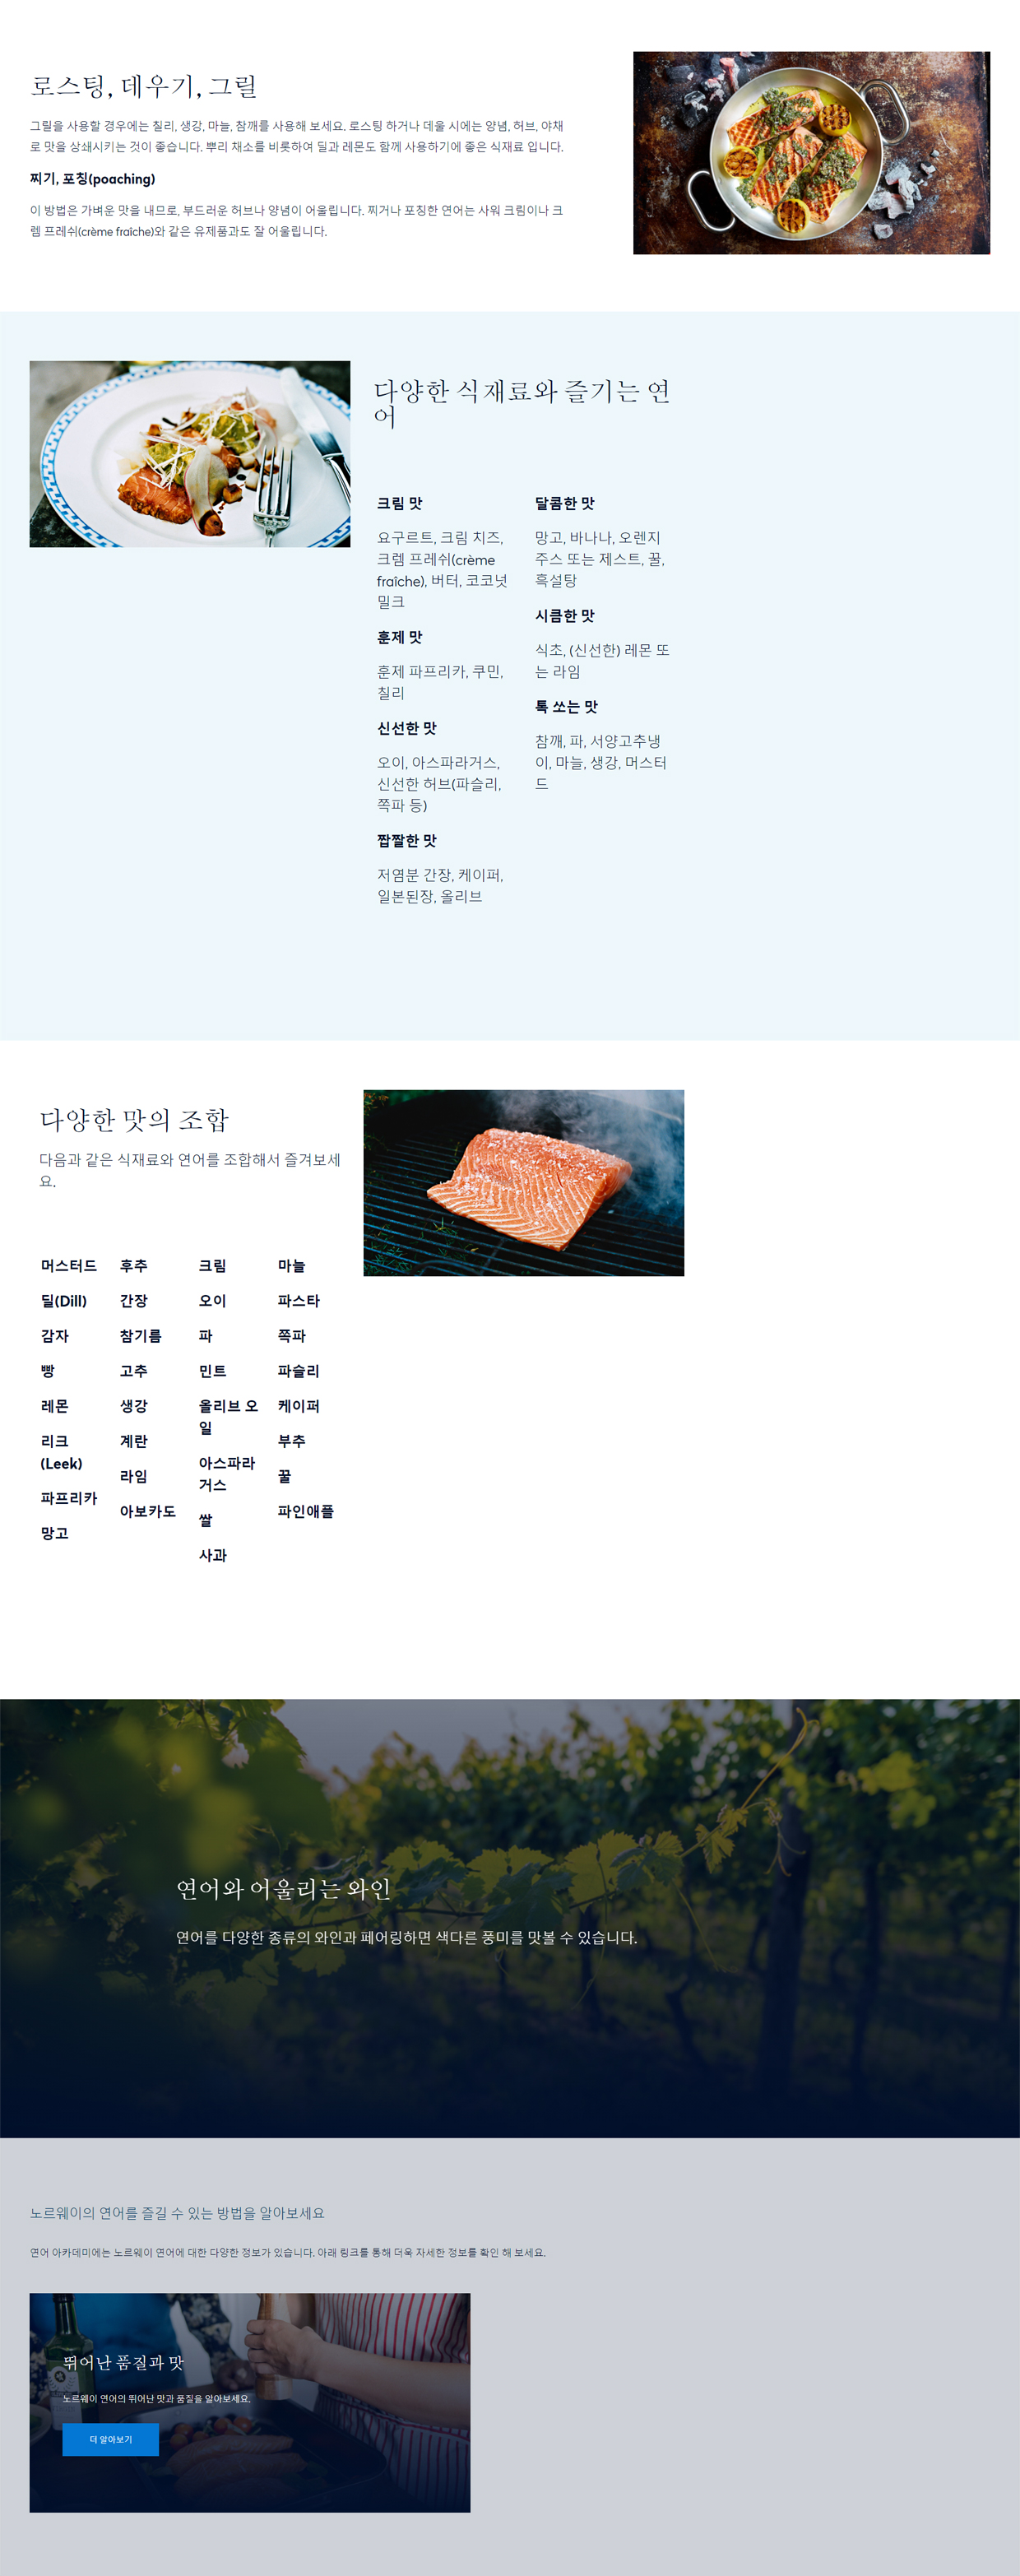 로스팅, 데우기, 그릴
그릴을 사용할 경우에는 칠리, 생강, 마늘, 참깨를 사용해 보세요. 로스팅 하거나 데울 시에는 양념, 허브, 야채
로 맛을 상쇄시키는 것이 좋습니다. 뿌리 채소를 비롯하여 딜과 레몬도 함께 사용하기에 좋은 식재료 입니다.
찌기, 포칭(poaching)
이 방법은 가벼운 맛을 내므로, 부드러운 허브나 양념이 어울립니다. 찌거나 포칭한 연어는 사워 크림이나 크
렘 프레쉬(crème fraîche)와 같은 유제품과도 잘 어울립니다.
다양한 식재료와 즐기는 연
어
크림 맛
요구르트, 크림 치즈,
크렘 프레쉬(crème
fraîche), 버터, 코코넛
밀크
훈제 맛
훈제 파프리카, 쿠민,
칠리
신선한 맛
오이, 아스파라거스,
신선한 허브(파슬리,
쪽파 등)
짭짤한 맛
저염분 간장, 케이퍼,
일본된장, 올리브
달콤한 맛
망고, 바나나, 오렌지
주스 또는 제스트, 꿀,
흑설탕
시큼한 맛
식초, (신선한) 레몬 또
는 라임
톡 쏘는 맛
참깨, 파, 서양고추냉
이, 마늘, 생강, 머스터
드
다양한 맛의 조합
다음과 같은 식재료와 연어를 조합해서 즐겨보세
요.
머스터드
딜(Dill)
감자
빵
레몬
리크
(Leek)
파프리카
망고
후추
간장
참기름
고추
생강
계란
라임
아보카도
크림
오이
파
민트
올리브 오
일
아스파라
거스
쌀
사과
마늘
파스타
쪽파
파슬리
케이퍼
부추
꿀
파인애플
연어와 어울리는 와인
연어를 다양한 종류의 와인과 페어링하면 색다른 풍미를 맛볼 수 있습니다.
노르웨이의 연어를 즐길 수 있는 방법을 알아보세요
연어 아카데미에는 노르웨이 연어에 대한 다양한 정보가 있습니다. 아래 링크를 통해 더욱 자세한 정보를 확인 해 보세요.
뛰어난 품질과 맛
노르웨이 연어의 뛰어난 맛과 품질을 알아보세요.
더 알아보기